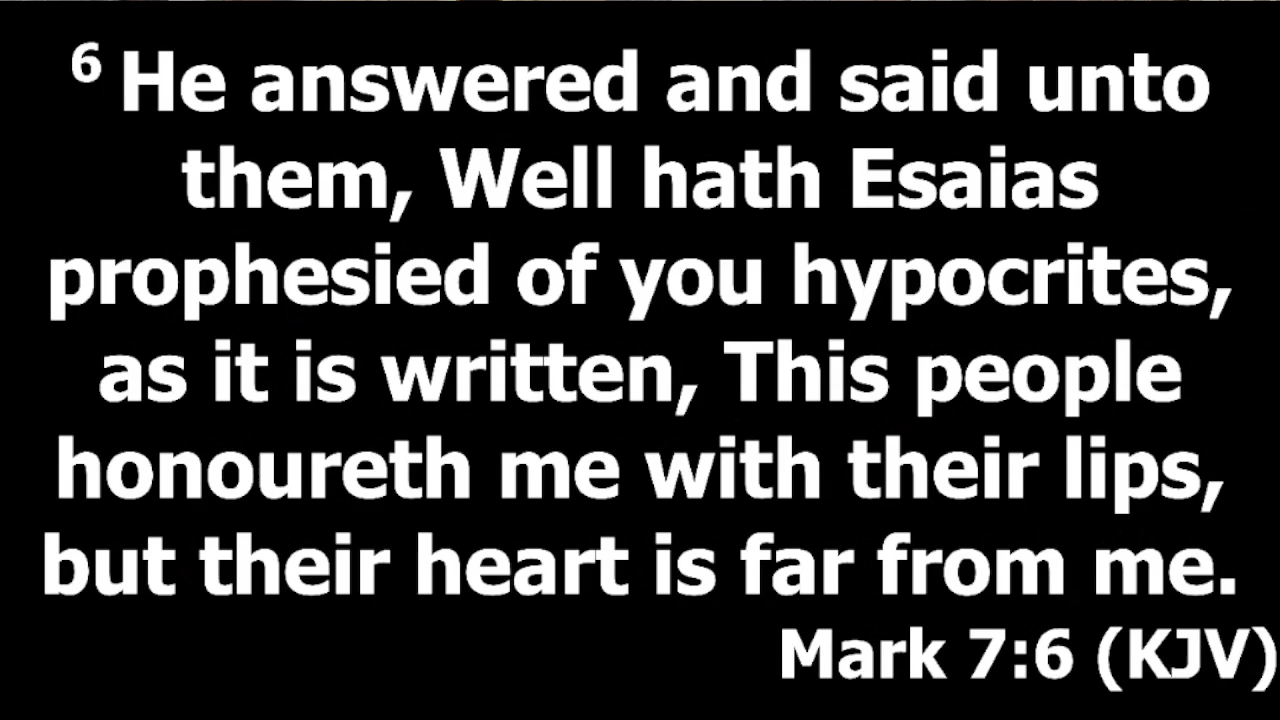 6 He answered and said unto
them, Well hath Esaias
prophesied of you hypocrites,
as it is written, This people
honoureth me with their lips,
but their heart is far from me.
Mark 7:6 (KJV)